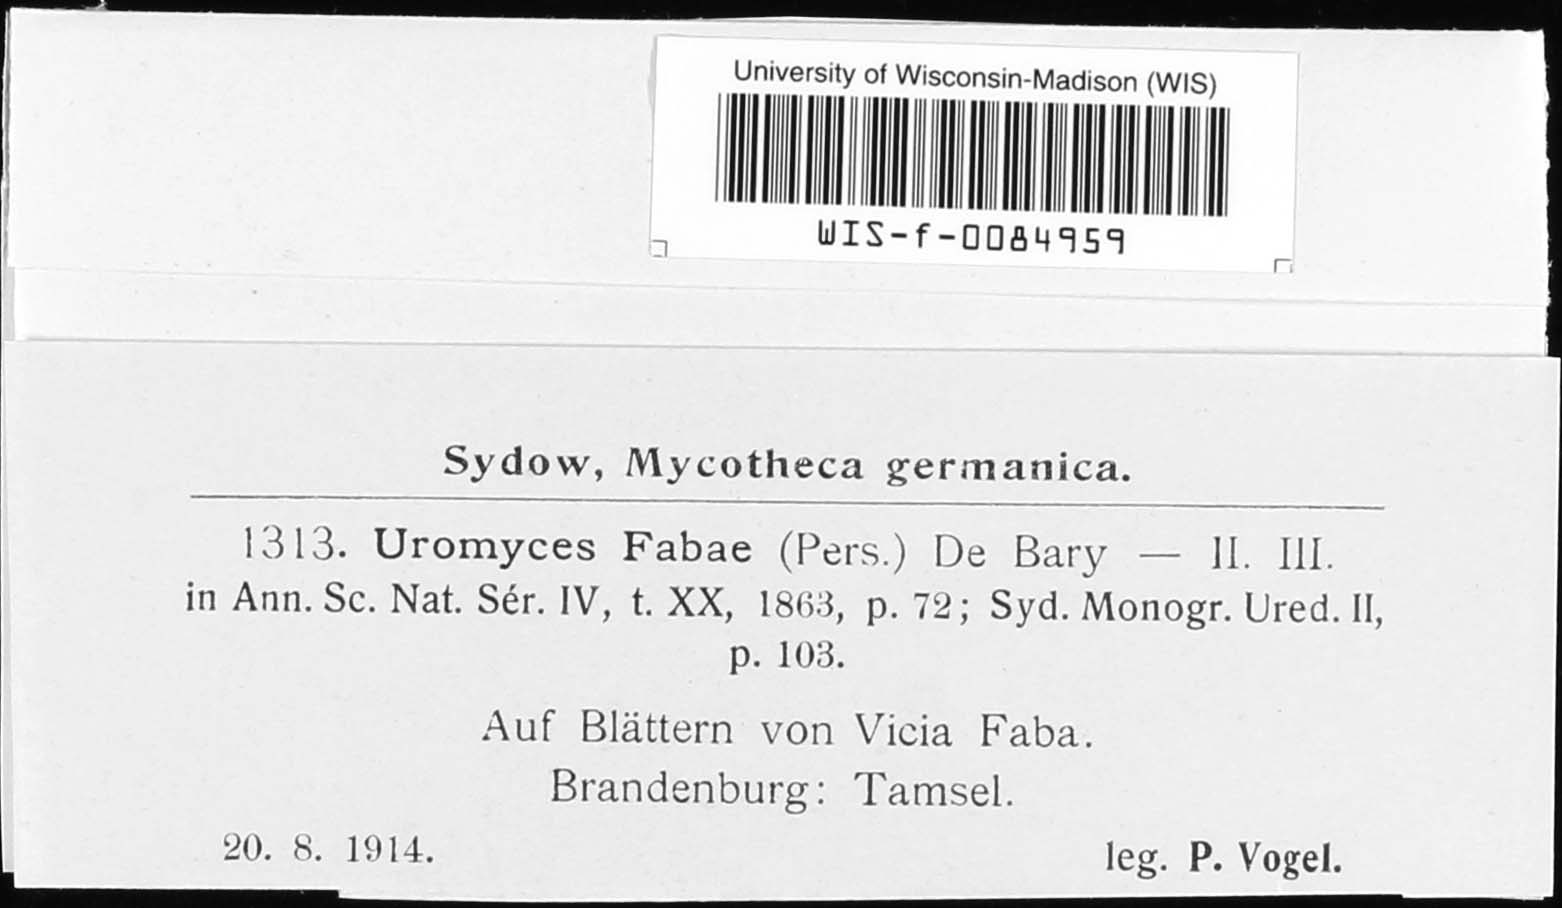 University of Wisconsin-Madison (WIS)
WIS-f-0084959
Sydow, Mycotheca germanica.
1313. Uromyces Fabae (Pers.) De Bary — II. III.
in Ann. Sc. Nat. Sér. IV, t. XX, 1863, p. 72; Syd. Monogr. Ured. II,
p. 103.
Auf Blättern von Vicia Faba.
Brandenburg: Tamsel.
20. 8. 1914. leg. P. Vogel.